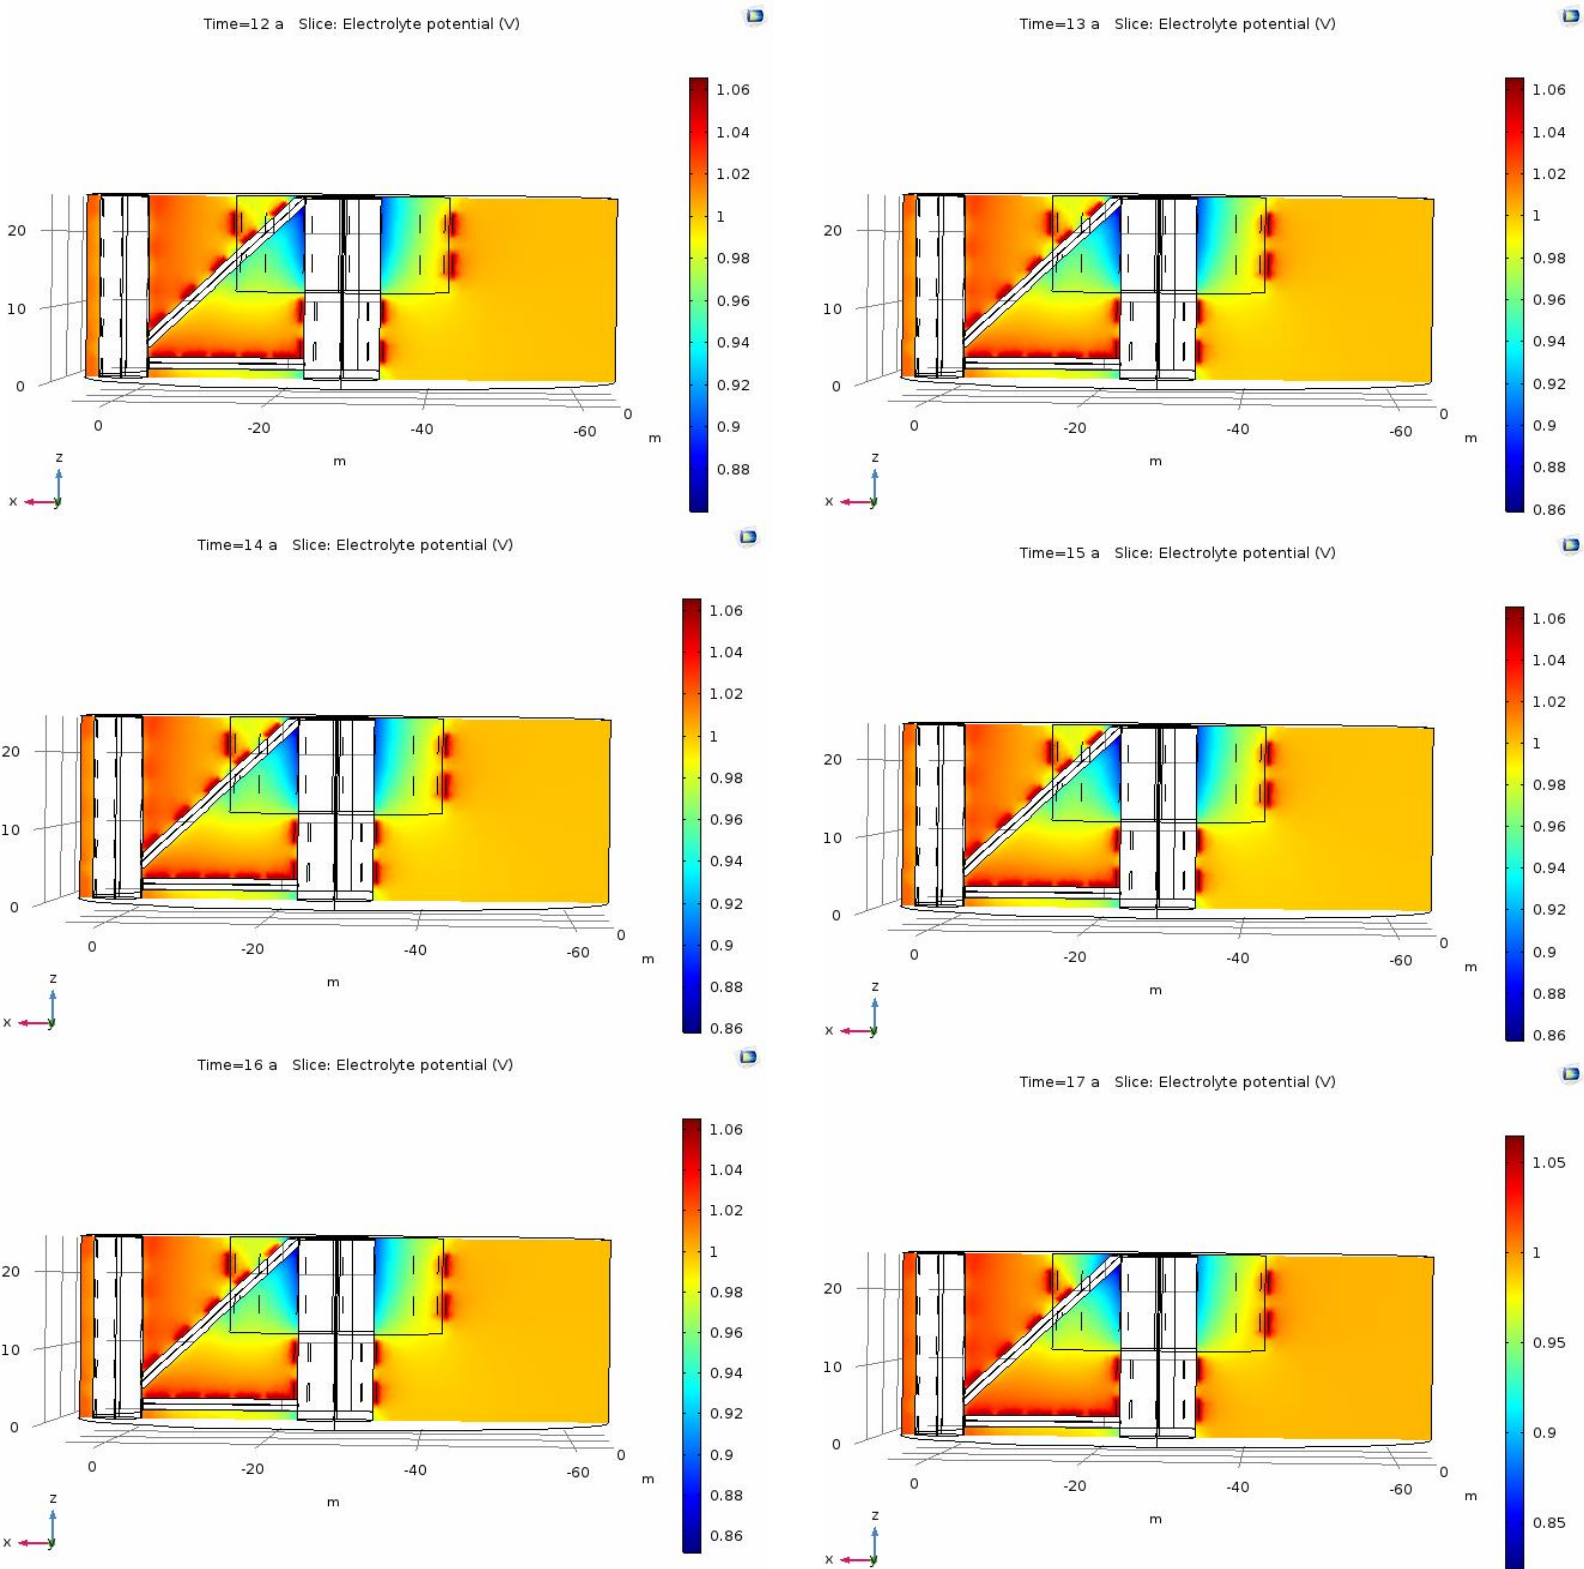 Time=12 a Slice: Electrolyte potential (V)
1.06
1.04
1.02
1
0.98
0.96
0.94
0.92
0.9
0.88
20
10
0
0
-20
-40
-60
0
m
m
z
x
y
Time=13 a Slice: Electrolyte potential (V)
1.06
1.04
1.02
1
0.98
0.96
0.94
0.92
0.9
0.88
0.86
20
10
0
0
-20
-40
-60
0
m
m
z
x
y
Time=14 a Slice: Electrolyte potential (V)
1.06
1.04
1.02
1
0.98
0.96
0.94
0.92
0.9
0.88
0.86
20
10
0
0
-20
-40
-60
0
m
m
z
x
y
Time=15 a Slice: Electrolyte potential (V)
1.06
1.04
1.02
1
0.98
0.96
0.94
0.92
0.9
0.88
0.86
20
10
0
0
-20
-40
-60
0
m
m
z
x
y
Time=16 a Slice: Electrolyte potential (V)
1.06
1.04
1.02
1
0.98
0.96
0.94
0.92
0.9
0.88
0.86
20
10
0
0
-20
-40
-60
0
m
m
z
x
y
Time=17 a Slice: Electrolyte potential (V)
1.05
1
0.95
0.9
0.85
20
10
0
0
-20
-40
-60
0
m
m
z
x
y